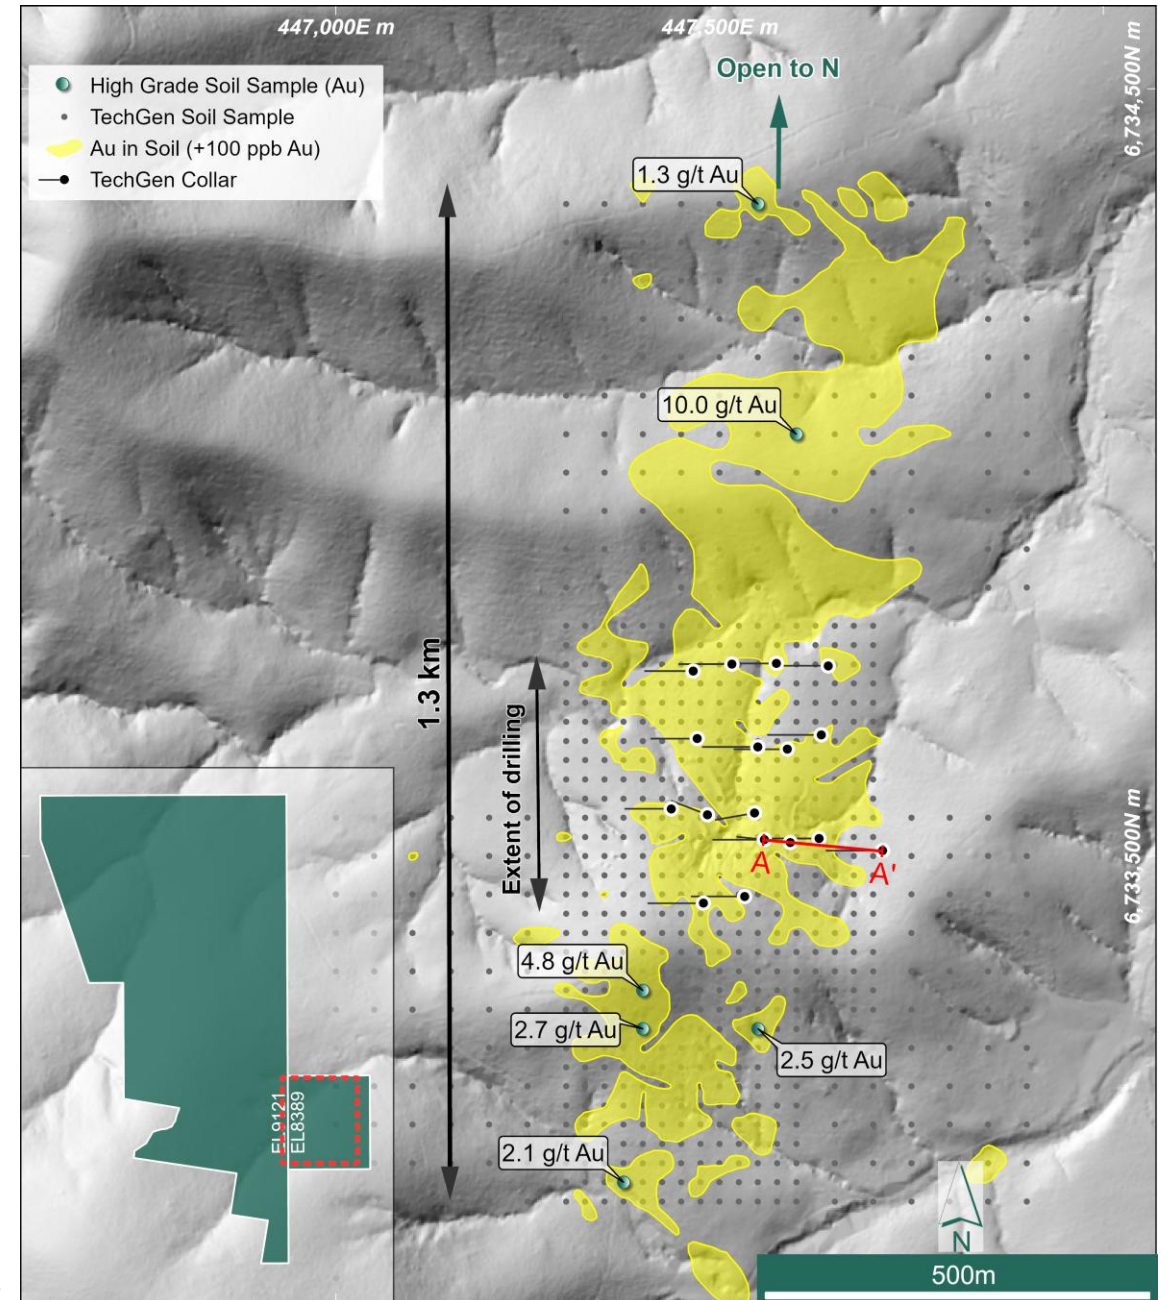 447,000E m
447,500E m
6,734,500N m
Open to N
High Grade Soil Sample (Au)
TechGen Soil Sample
Au in Soil (+100 ppb Au)
TechGen Collar
1.3 g/t Au
10.0 g/t Au
1.3 km
Extent of drilling
6,733,500N m
A
A'
4.8 g/t Au
2.7 g/t Au
2.5 g/t Au
2.1 g/t Au
EL9121
EL8389
N
500m